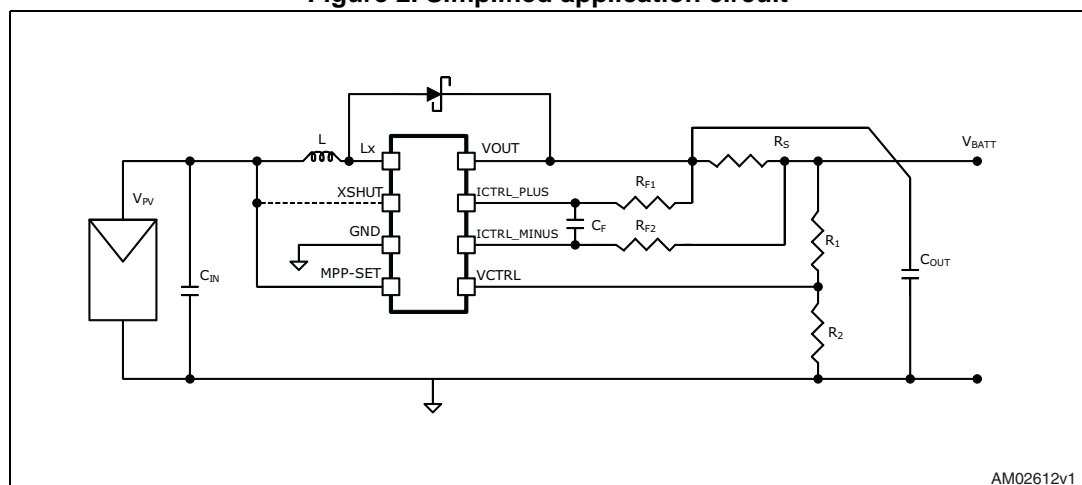 Figure 2. Simplified application circuit
L
Lx
VOUT
RS
VBATT
XSHUT
ICTRL_PLUS
RF1
VPV
CF
GND
ICTRL_MINUS
RF2
R1
CIN
MPP-SET
VCTRL
COUT
R2
AM02612v1